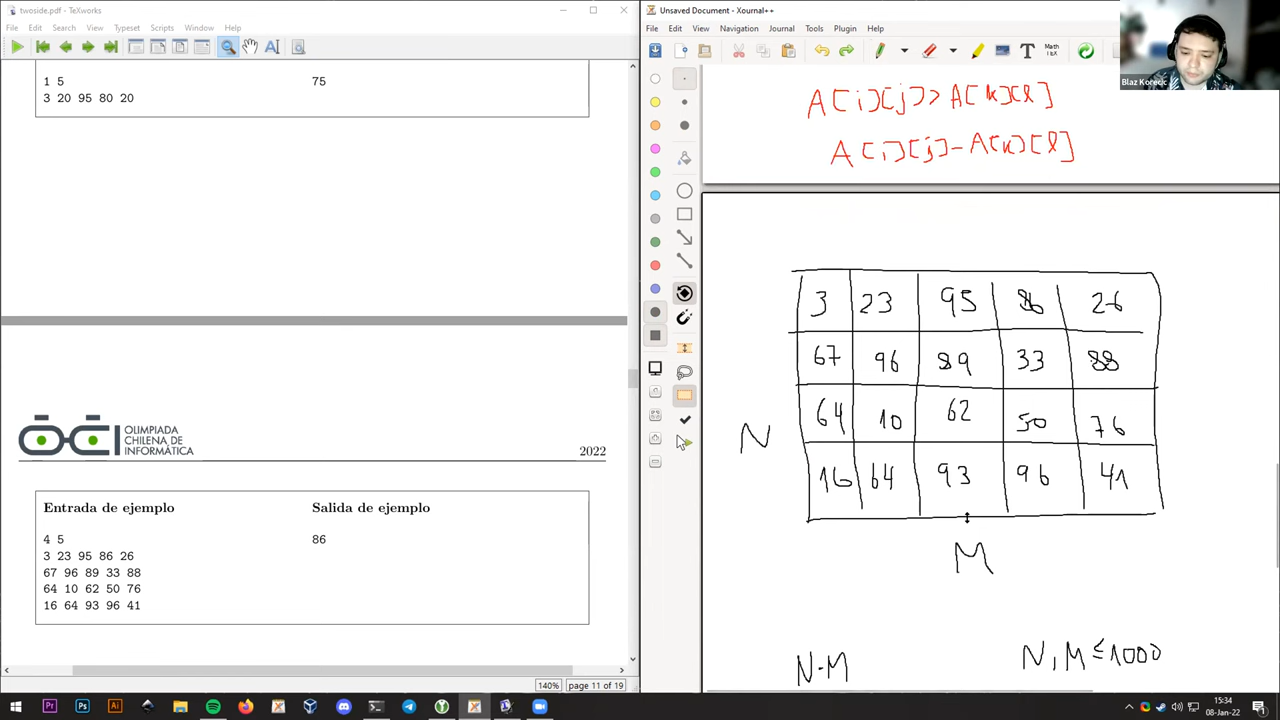 twoside.pdf - TeXworks
File Edit Search View Typeset Scripts Window Help
1 5
3 20 95 80 20
75
OLIMPIADA
CHILENA DE
INFORMÁTICA
2022
Entrada de ejemplo
Salida de ejemplo
4 5
3 23 95 86 26
67 96 89 33 88
64 10 62 50 76
16 64 93 96 41
86
140%
page 11 of 19
Unsaved Document - Xournal++
File Edit View Navigation Journal Tools Plugin Help
Math
TEX
Blaz Korecic
A[i][j] > A[k][l]
A[i][j] - A[k][l]
3 23 95 86 26
67 96 89 33 88
64 10 62 50 76
16 64 93 96 41
N
M
N·M
N, M ≤ 1000
15:34
08-Jan-22